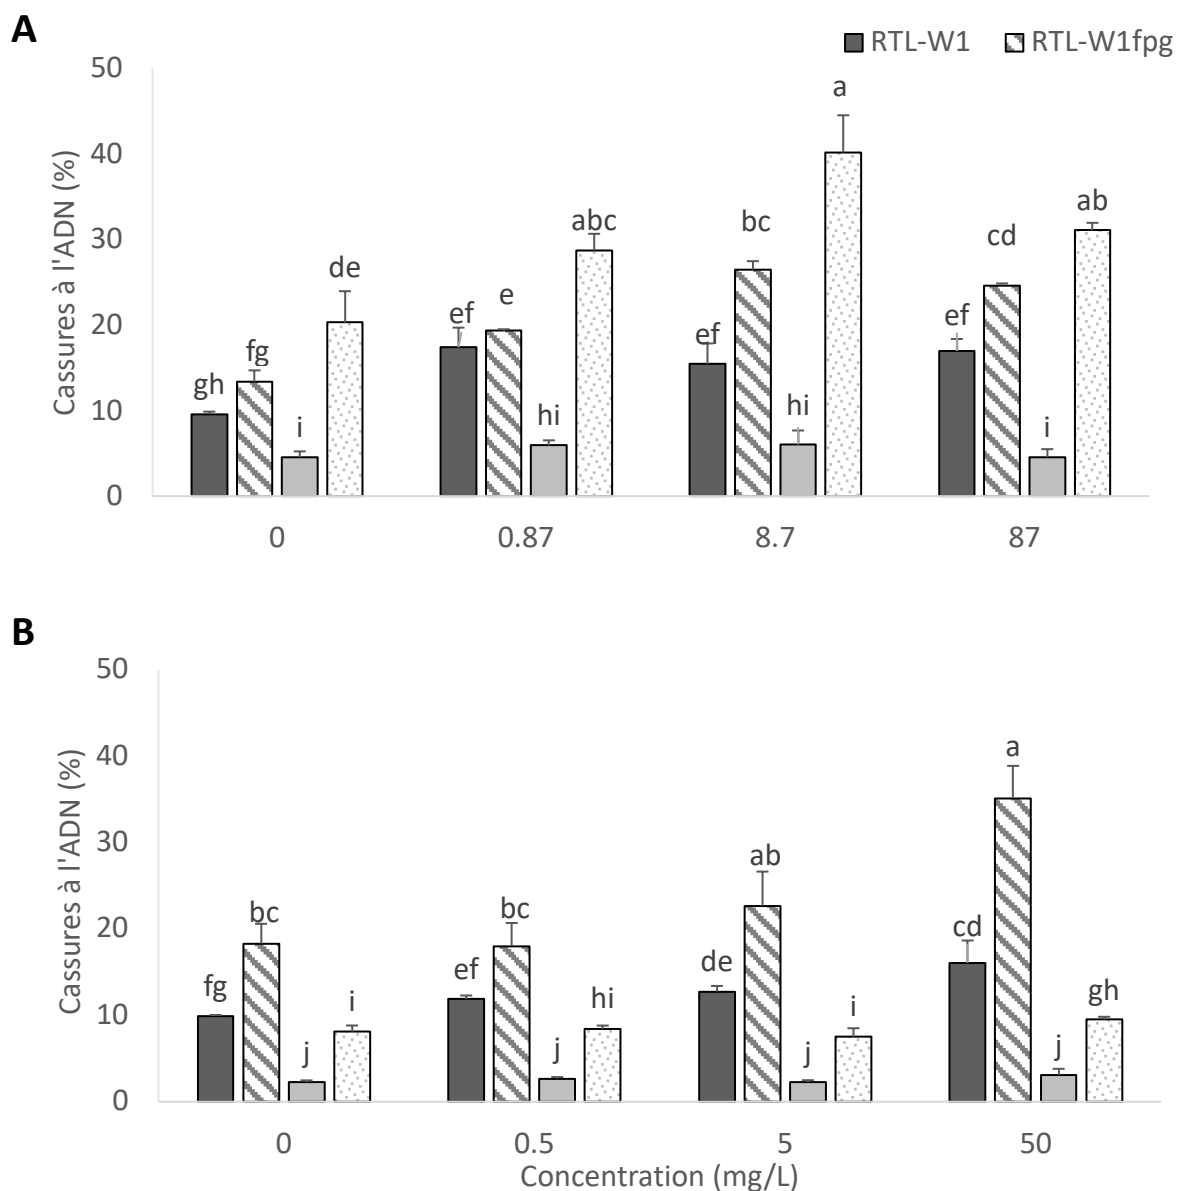 A
RTL-W1 RTL-W1fpg
50
40
30
20
10
0
Cassures à l'ADN (%)
gh fg i de
ef e hi abc
ef bc hi a
ef cd i ab
0 0.87 8.7 87
B
50
40
30
20
10
0
Cassures à l'ADN (%)
fg bc j i
ef bc j hi
de ab j i
cd a j gh
0 0.5 5 50
Concentration (mg/L)